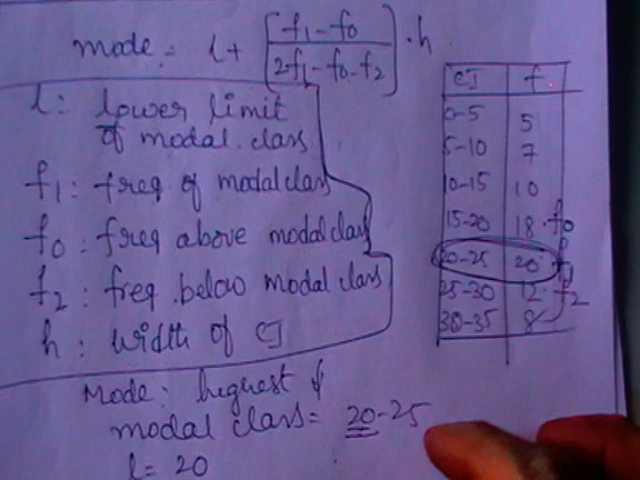 mode = l + [f₁-f₀ / 2f₁-f₀-f₂] · h
l : lower limit
of modal class
f₁ : freq of modal class
f₀ : freq above modal class
f₂ : freq below modal class
h : width of CI
Mode : highest f
modal class = 20-25
l = 20
CI f
0-5 5
5-10 7
10-15 10
15-20 18 f₀
20-25 20 f₁
25-30 12 f₂
30-35 8